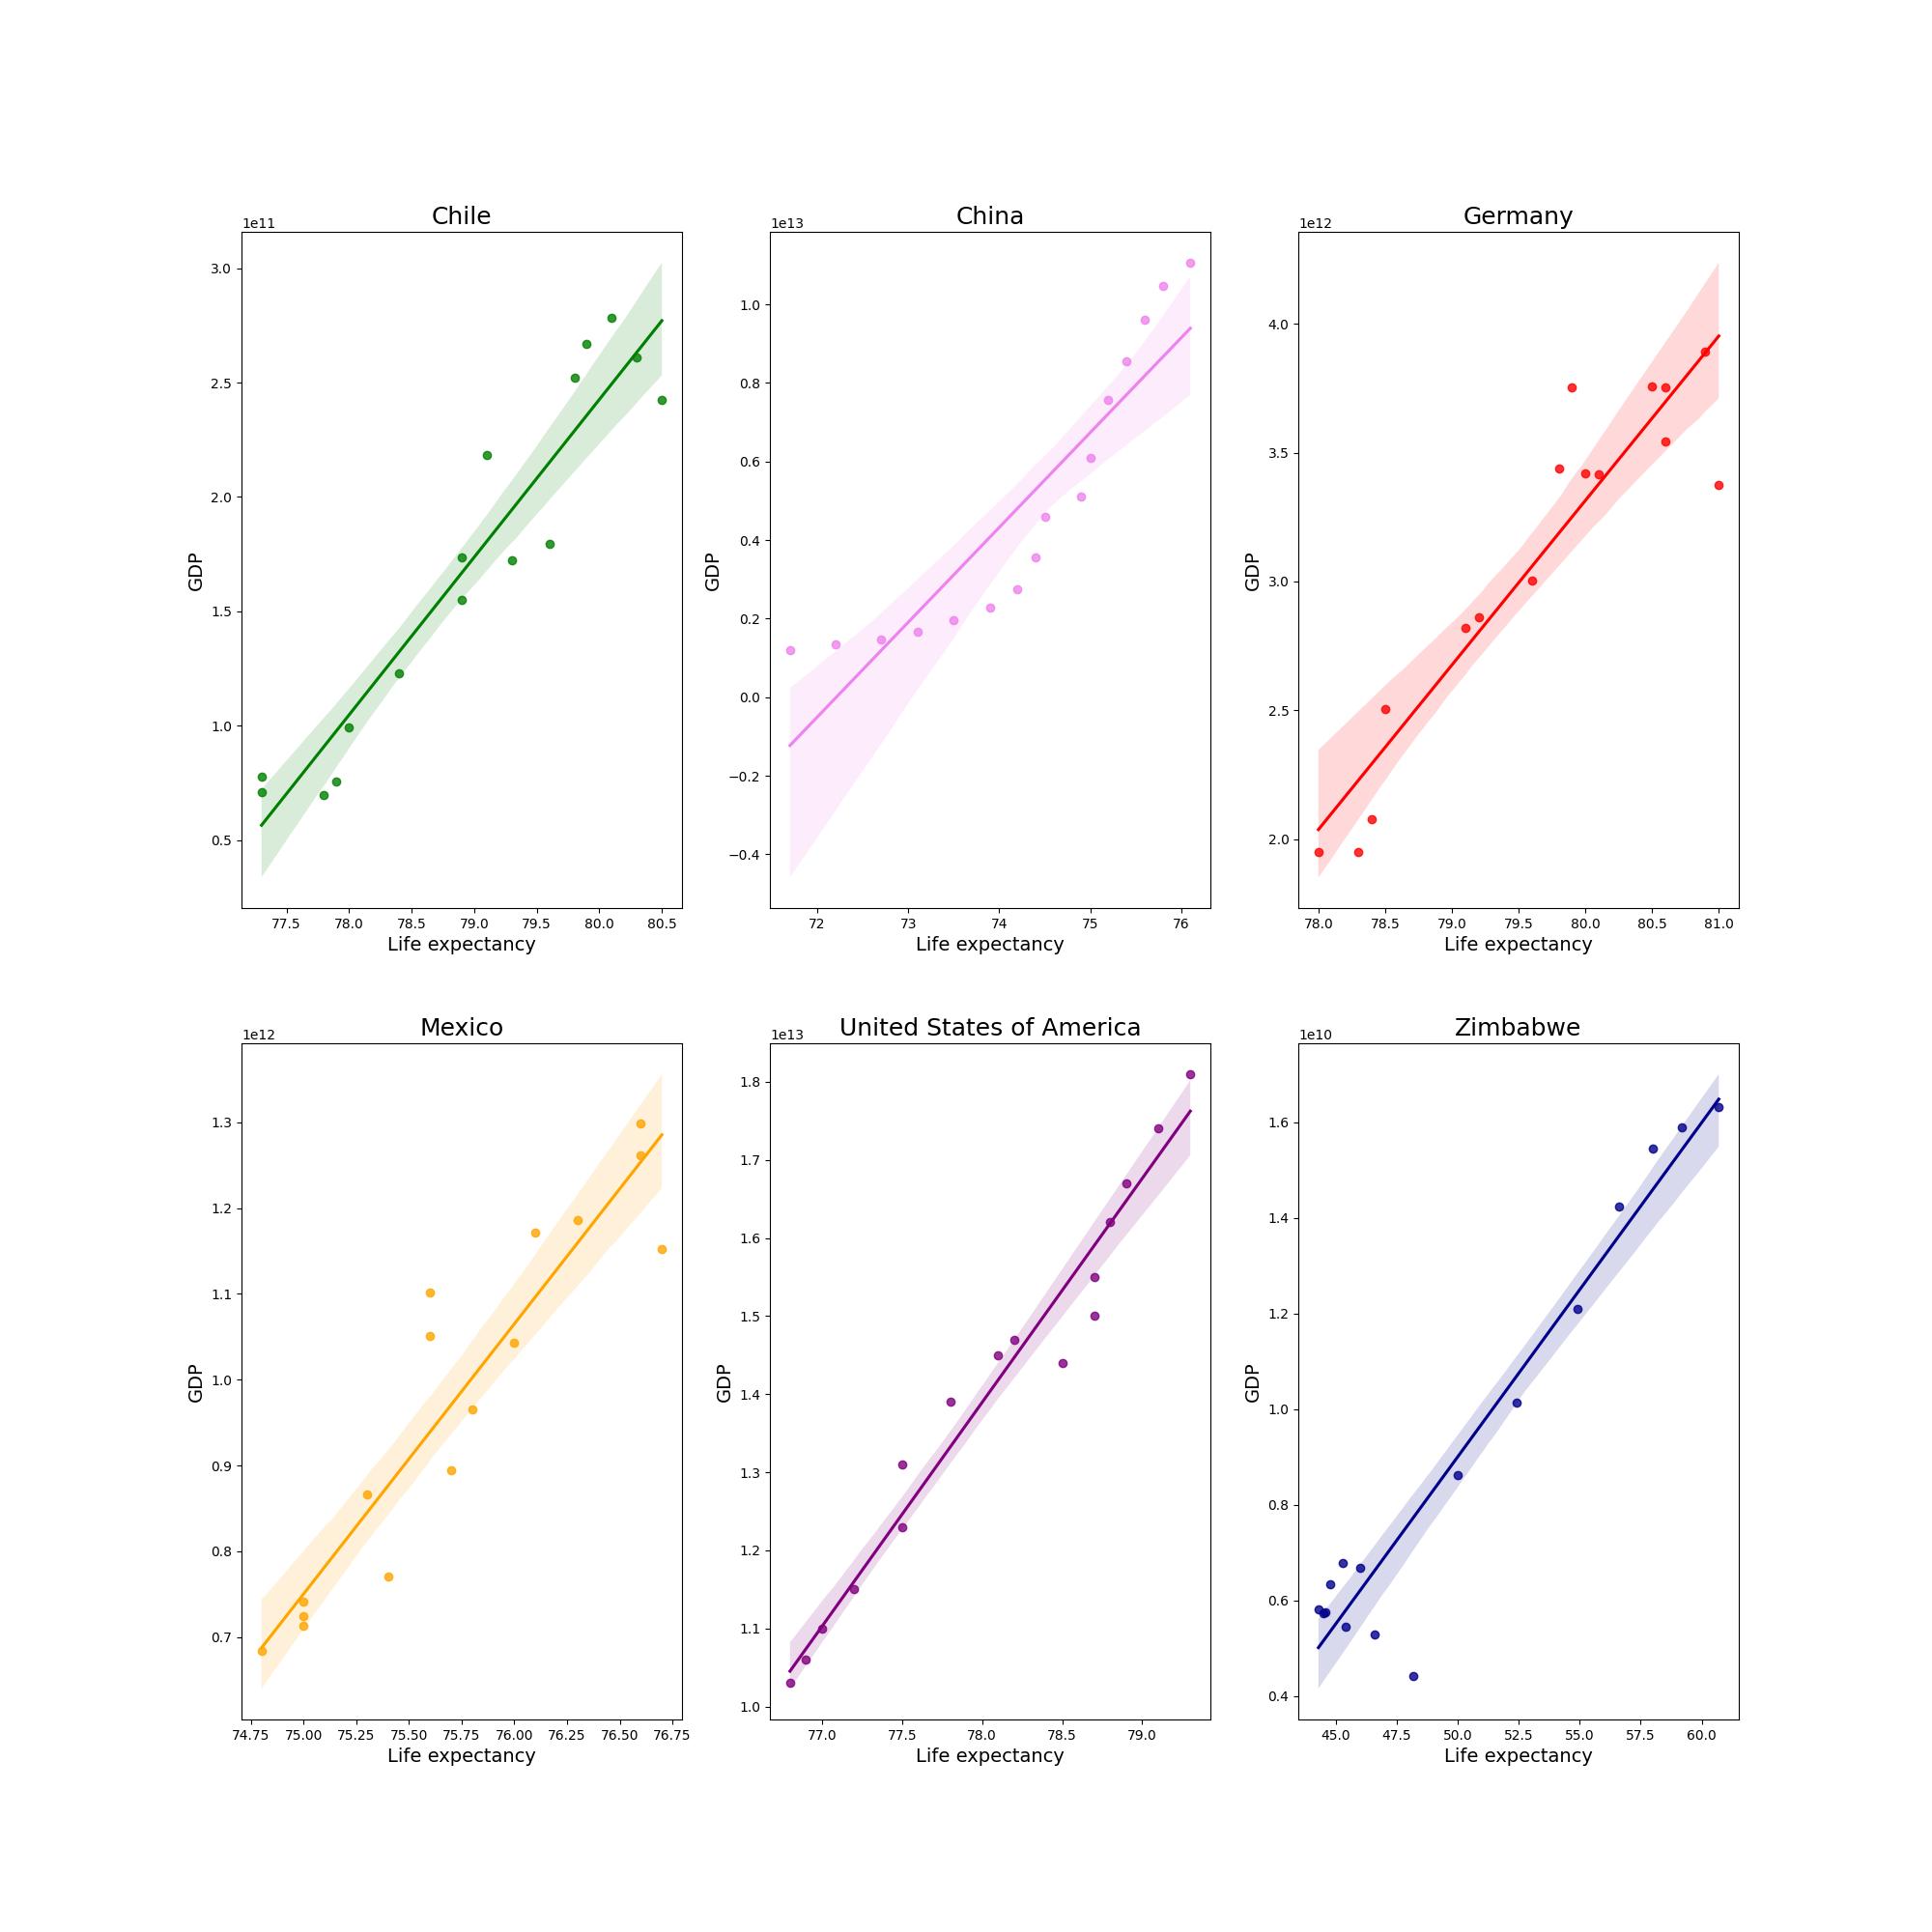 Chile
1e11
3.0
2.5
2.0
1.5
1.0
0.5
GDP
77.5 78.0 78.5 79.0 79.5 80.0 80.5
Life expectancy
China
1e13
1.0
0.8
0.6
0.4
0.2
0.0
−0.2
−0.4
GDP
72 73 74 75 76
Life expectancy
Germany
1e12
4.0
3.5
3.0
2.5
2.0
GDP
78.0 78.5 79.0 79.5 80.0 80.5 81.0
Life expectancy
Mexico
1e12
1.3
1.2
1.1
1.0
0.9
0.8
0.7
GDP
74.75 75.00 75.25 75.50 75.75 76.00 76.25 76.50 76.75
Life expectancy
United States of America
1e13
1.8
1.7
1.6
1.5
1.4
1.3
1.2
1.1
1.0
GDP
77.0 77.5 78.0 78.5 79.0
Life expectancy
Zimbabwe
1e10
1.6
1.4
1.2
1.0
0.8
0.6
0.4
GDP
45.0 47.5 50.0 52.5 55.0 57.5 60.0
Life expectancy